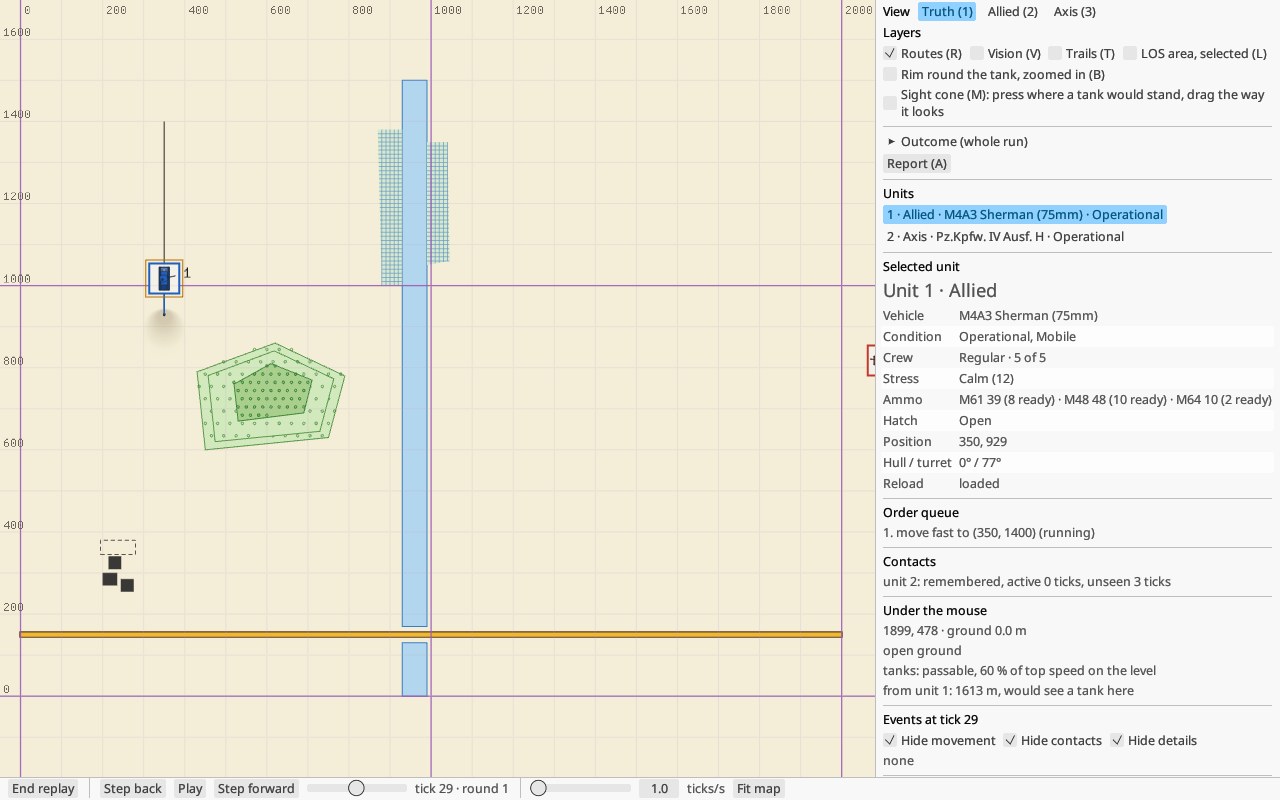 0 200 400 600 800 1000 1200 1400 1600 1800 2000
1600
1400
1200
1000
800
600
400
200
0
1
View Truth (1) Allied (2) Axis (3)
Layers
Routes (R) Vision (V) Trails (T) LOS area, selected (L)
Rim round the tank, zoomed in (B)
Sight cone (M): press where a tank would stand, drag the way
it looks
Outcome (whole run)
Report (A)
Units
1 · Allied · M4A3 Sherman (75mm) · Operational
2 · Axis · Pz.Kpfw. IV Ausf. H · Operational
Selected unit
Unit 1 · Allied
Vehicle M4A3 Sherman (75mm)
Condition Operational, Mobile
Crew Regular · 5 of 5
Stress Calm (12)
Ammo M61 39 (8 ready) · M48 48 (10 ready) · M64 10 (2 ready)
Hatch Open
Position 350, 929
Hull / turret 0° / 77°
Reload loaded
Order queue
1. move fast to (350, 1400) (running)
Contacts
unit 2: remembered, active 0 ticks, unseen 3 ticks
Under the mouse
1899, 478 · ground 0.0 m
open ground
tanks: passable, 60 % of top speed on the level
from unit 1: 1613 m, would see a tank here
Events at tick 29
Hide movement Hide contacts Hide details
none
End replay Step back Play Step forward tick 29 · round 1 1.0 ticks/s Fit map